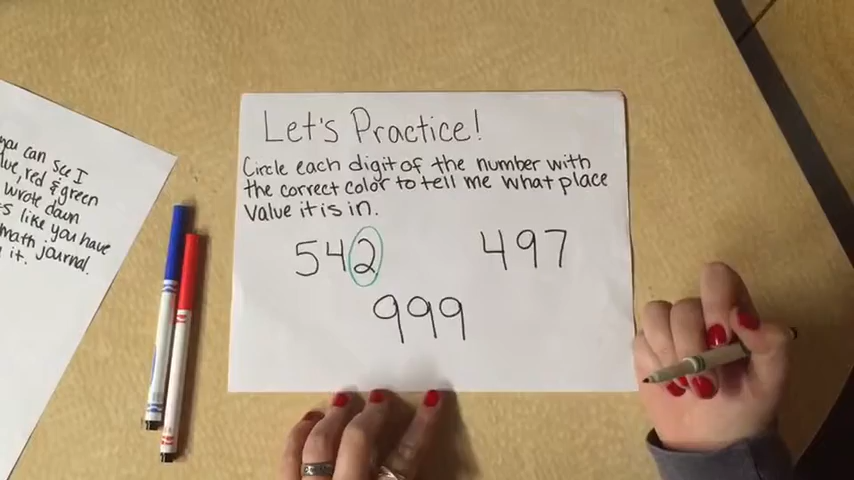 you can see I
red & green
wrote down
like you have
math journal
it.
Let's Practice!
Circle each digit of the number with
the correct color to tell me what place
value it is in.
542 497
999